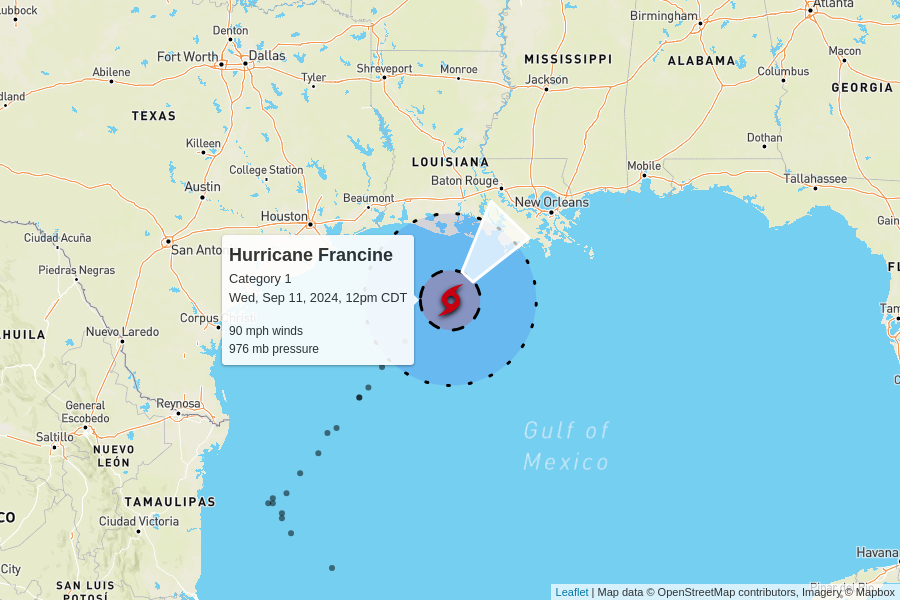 Lubbock
Denton
Fort Worth
Dallas
Abilene
Tyler
Shreveport
Monroe
MISSISSIPPI
Jackson
Birmingham
Atlanta
ALABAMA
Macon
Columbus
GEORGIA
dland
TEXAS
Killeen
College Station
Austin
LOUISIANA
Baton Rouge
Beaumont
New Orleans
Mobile
Dothan
Tallahassee
Houston
San Anto
Gain
Ciudad Acuña
Piedras Negras
FL
Tam
Hurricane Francine
Category 1
Wed, Sep 11, 2024, 12pm CDT
90 mph winds
976 mb pressure
Corpus Christi
HUILA
Nuevo Laredo
General
Escobedo
Reynosa
Saltillo
NUEVO
LEÓN
Gulf of
Mexico
TAMAULIPAS
Ciudad Victoria
CO
City
SAN LUIS
POTOSÍ
Havana
Pinar del Río
Leaflet | Map data © OpenStreetMap contributors, Imagery © Mapbox